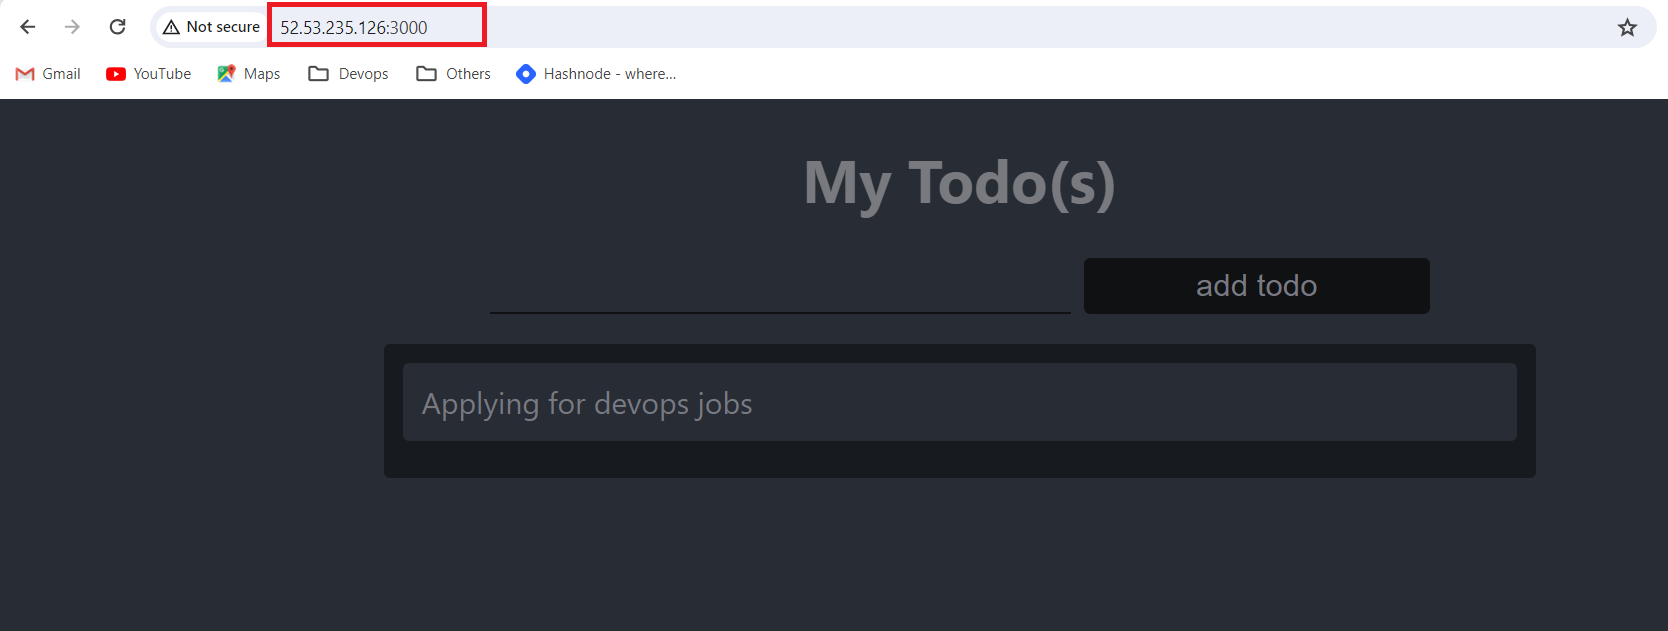 Not secure 52.53.235.126:3000
Gmail YouTube Maps Devops Others Hashnode - where...
My Todo(s)
add todo
Applying for devops jobs